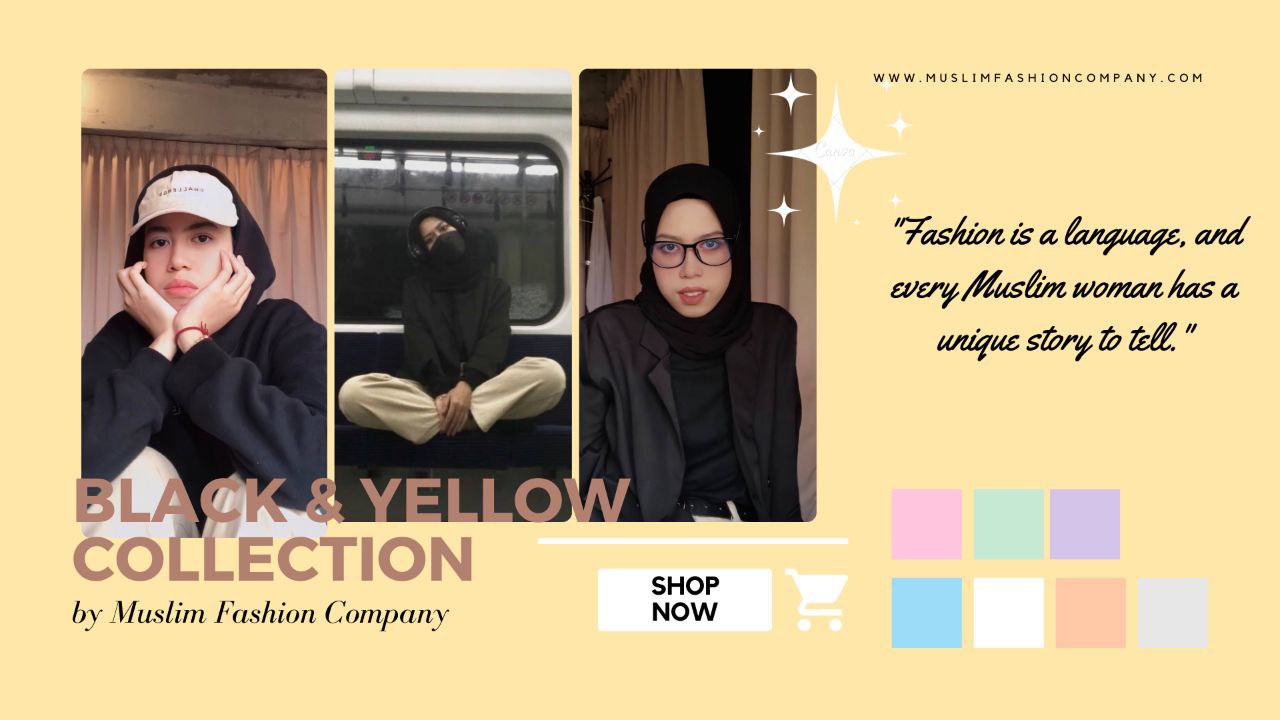 WWW.MUSLIMFASHIONCOMPANY.COM
"Fashion is a language, and
every Muslim woman has a
unique story to tell."
Canva
BLACK & YELLOW
COLLECTION
by Muslim Fashion Company
SHOP
NOW